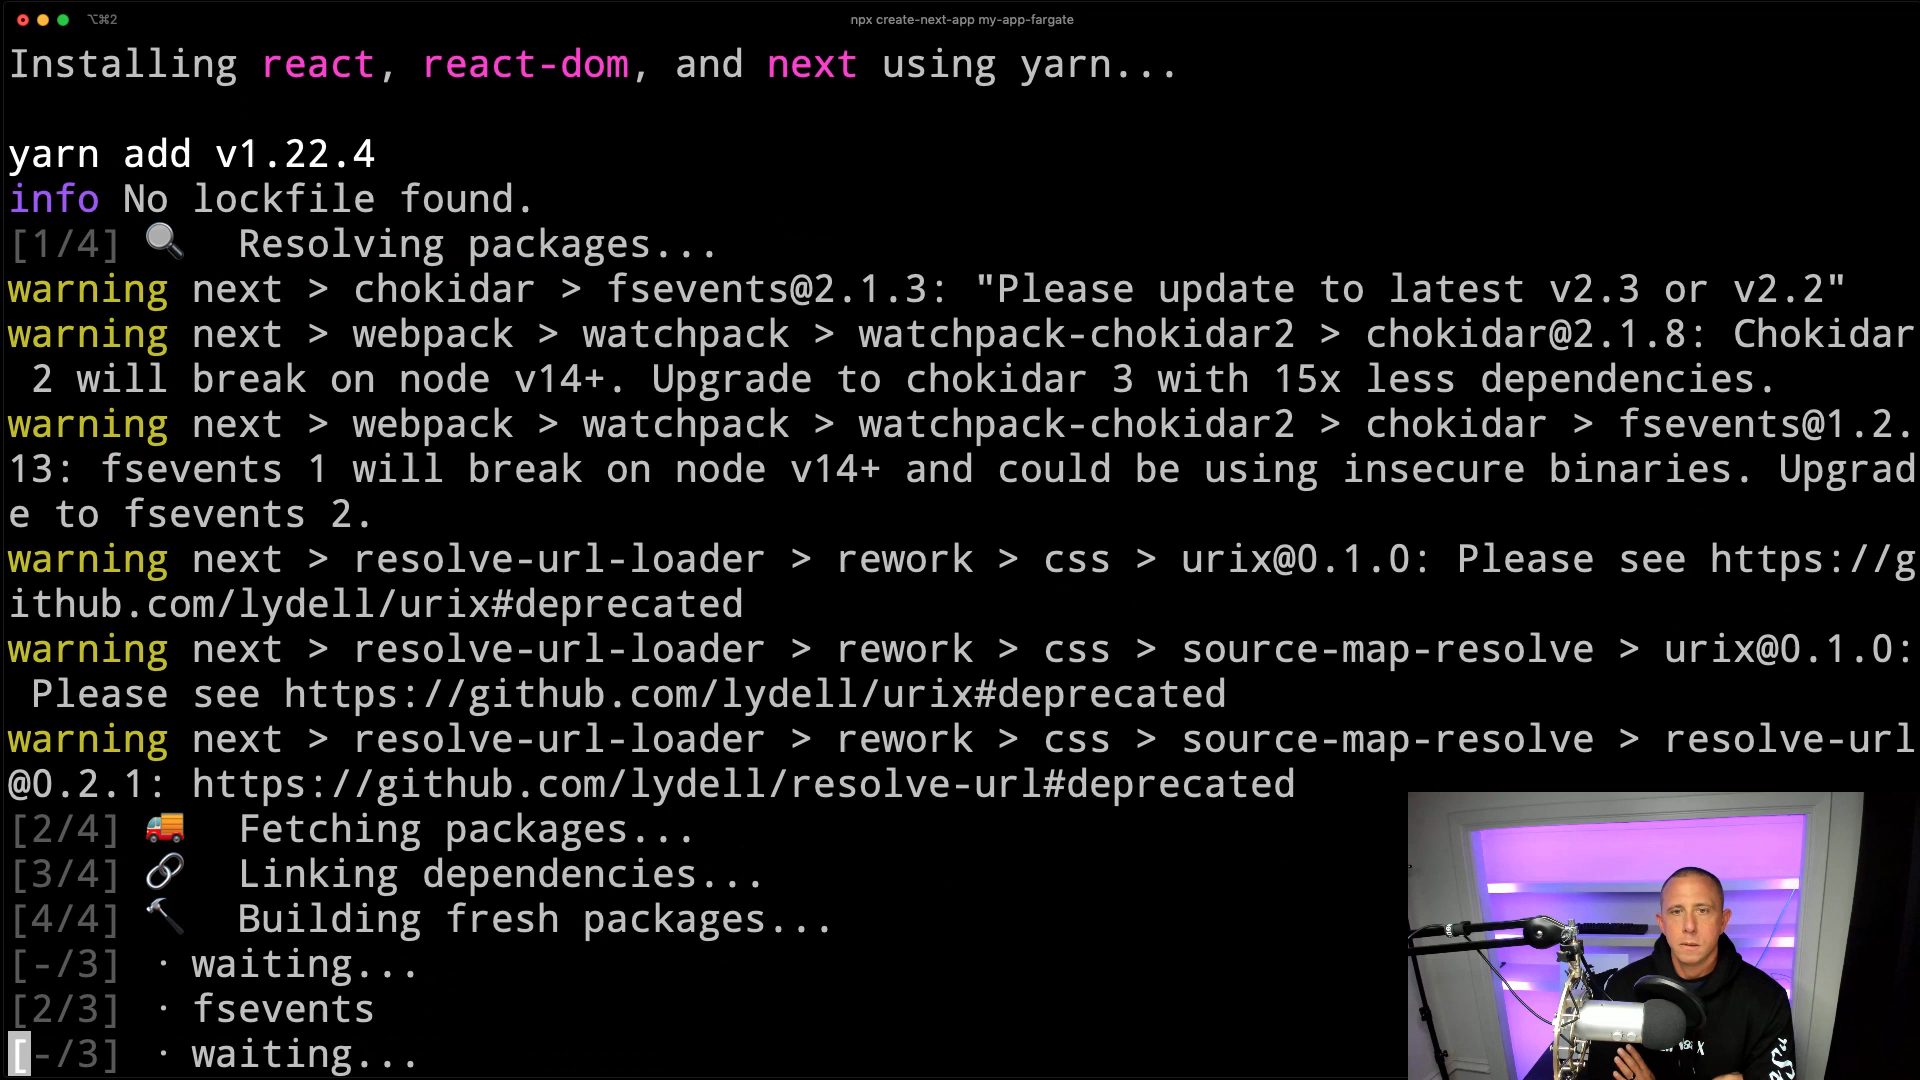 ⌥⌘2
npx create-next-app my-app-fargate
Installing react, react-dom, and next using yarn...
yarn add v1.22.4
info No lockfile found.
[1/4] 🔍 Resolving packages...
warning next > chokidar > fsevents@2.1.3: "Please update to latest v2.3 or v2.2"
warning next > webpack > watchpack > watchpack-chokidar2 > chokidar@2.1.8: Chokidar
2 will break on node v14+. Upgrade to chokidar 3 with 15x less dependencies.
warning next > webpack > watchpack > watchpack-chokidar2 > chokidar > fsevents@1.2.
13: fsevents 1 will break on node v14+ and could be using insecure binaries. Upgrad
e to fsevents 2.
warning next > resolve-url-loader > rework > css > urix@0.1.0: Please see https://g
ithub.com/lydell/urix#deprecated
warning next > resolve-url-loader > rework > css > source-map-resolve > urix@0.1.0:
Please see https://github.com/lydell/urix#deprecated
warning next > resolve-url-loader > rework > css > source-map-resolve > resolve-url
@0.2.1: https://github.com/lydell/resolve-url#deprecated
[2/4] 🚚 Fetching packages...
[3/4] 🔗 Linking dependencies...
[4/4] 🔨 Building fresh packages...
[-/3] · waiting...
[2/3] · fsevents
[-/3] · waiting...